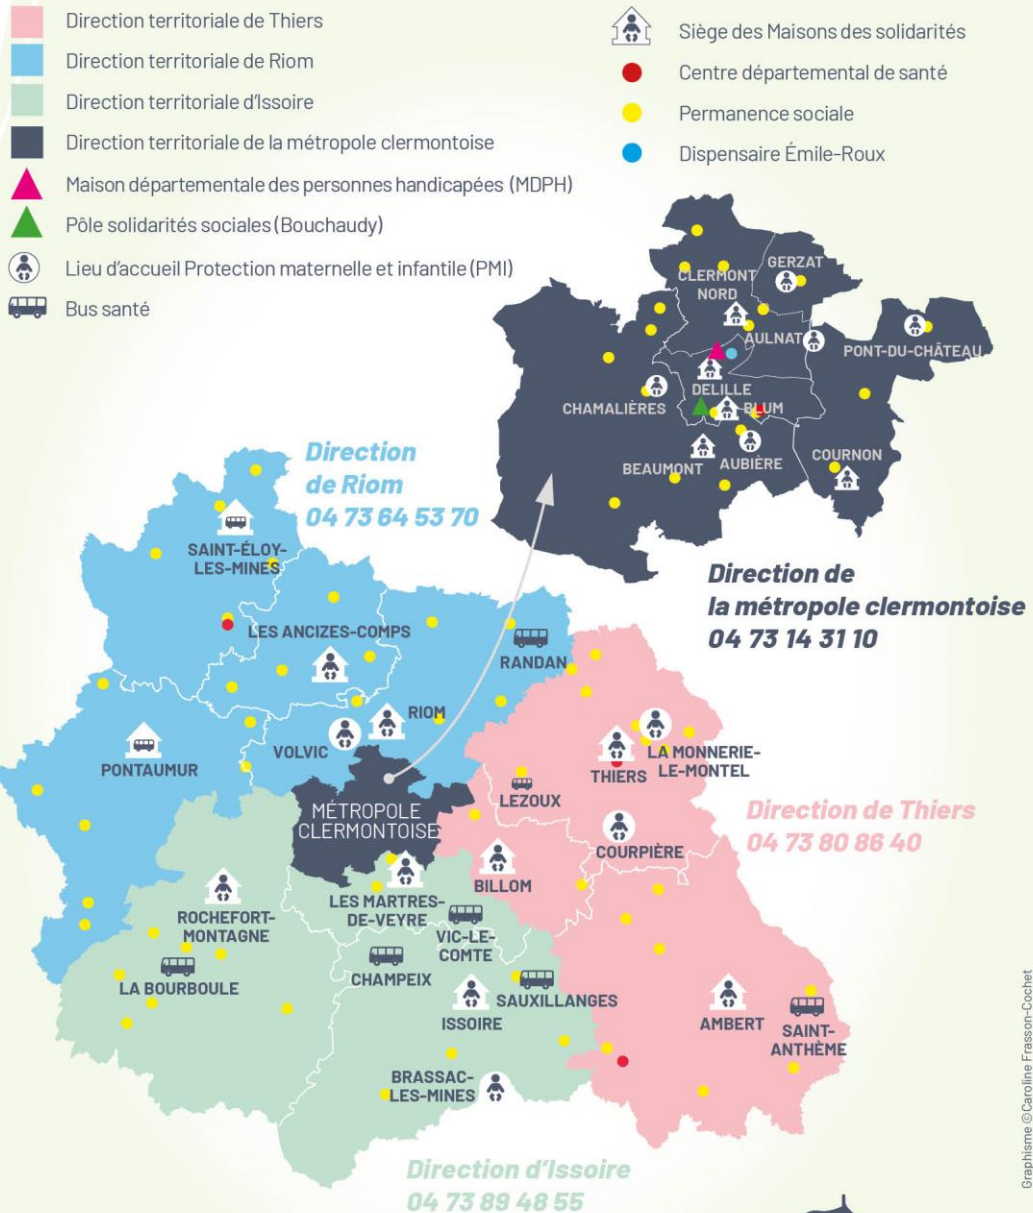 Direction territoriale de Thiers
Direction territoriale de Riom
Direction territoriale d'Issoire
Direction territoriale de la métropole clermontoise
Maison départementale des personnes handicapées (MDPH)
Pôle solidarités sociales (Bouchaudy)
Lieu d'accueil Protection maternelle et infantile (PMI)
Bus santé
Siège des Maisons des solidarités
Centre départemental de santé
Permanence sociale
Dispensaire Émile-Roux
CLERMONT
NORD
GERZAT
AULNAT
PONT-DU-CHÂTEAU
DELILLE
CHAMALIÈRES
BLUM
BEAUMONT
AUBIÈRE
COURNON
Direction
de Riom
04 73 64 53 70
Direction de
la métropole clermontoise
04 73 14 31 10
SAINT-ÉLOY-
LES-MINES
LES ANCIZES-COMPS
RANDAN
RIOM
VOLVIC
PONTAUMUR
MÉTROPOLE
CLERMONTOISE
THIERS
LA MONNERIE-
LE-MONTEL
LEZOUX
COURPIÈRE
Direction de Thiers
04 73 80 86 40
BILLOM
ROCHEFORT-
MONTAGNE
LES MARTRES-
DE-VEYRE
VIC-LE-
COMTE
CHAMPEIX
LA BOURBOULE
SAUXILLANGES
ISSOIRE
AMBERT
SAINT-
ANTHÈME
BRASSAC-
LES-MINES
Direction d'Issoire
04 73 89 48 55
Graphisme ©Caroline Frasson-Cochet